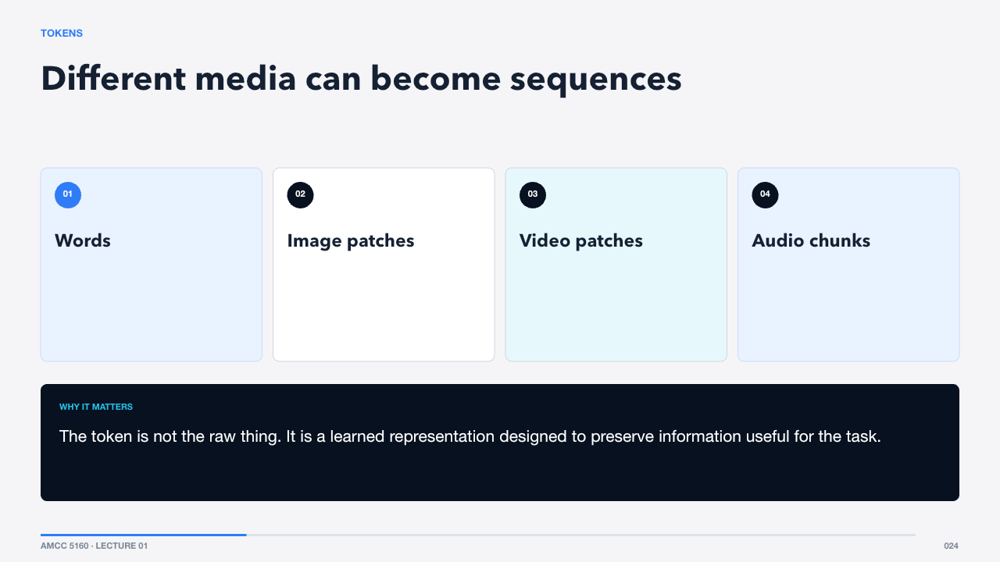 TOKENS
Different media can become sequences
01
Words
02
Image patches
03
Video patches
04
Audio chunks
WHY IT MATTERS
The token is not the raw thing. It is a learned representation designed to preserve information useful for the task.
AMCC 5160 · LECTURE 01
024